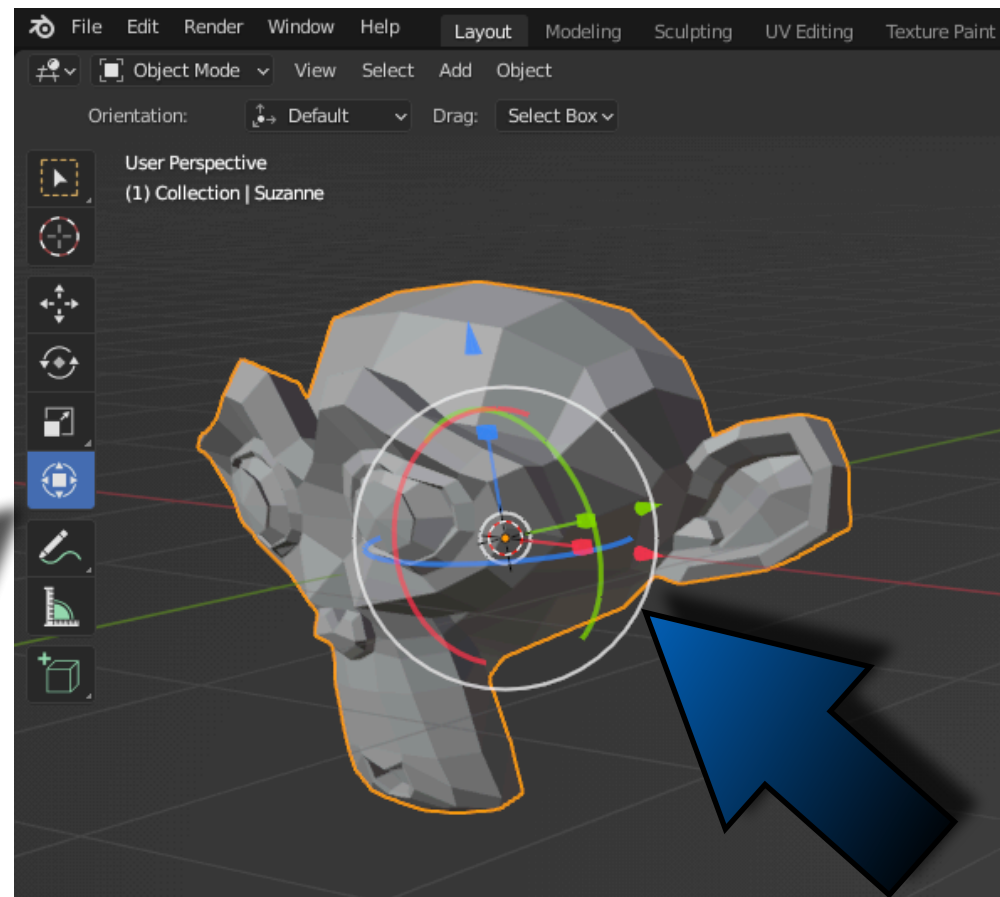 File Edit Render Window Help Layout Modeling Sculpting UV Editing Texture Paint
Object Mode View Select Add Object
Orientation: Default Drag: Select Box
User Perspective
(1) Collection | Suzanne